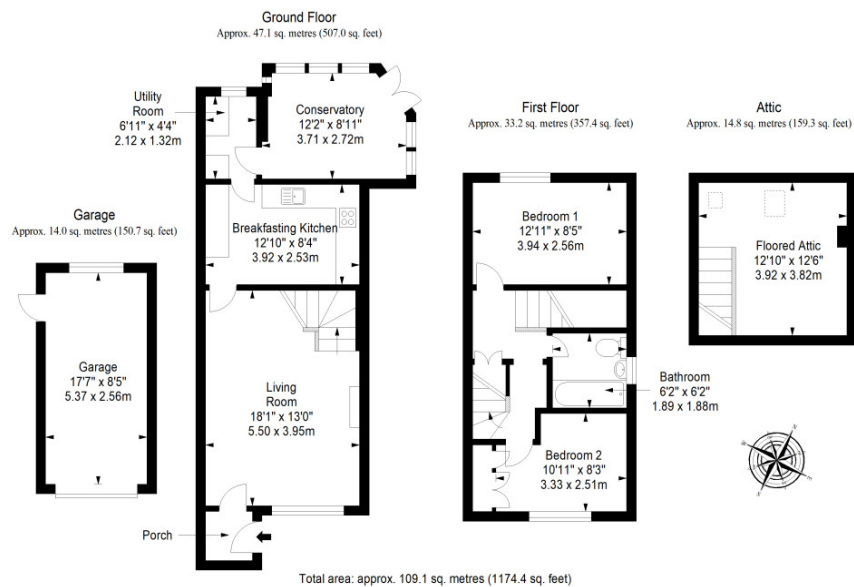 Ground Floor
Approx. 47.1 sq. metres (507.0 sq. feet)
Utility
Room
6'11" x 4'4"
2.12 x 1.32m
Conservatory
12'2" x 8'11"
3.71 x 2.72m
Breakfasting Kitchen
12'10" x 8'4"
3.92 x 2.53m
Living
Room
18'1" x 13'0"
5.50 x 3.95m
Porch
Garage
Approx. 14.0 sq. metres (150.7 sq. feet)
Garage
17'7" x 8'5"
5.37 x 2.56m
First Floor
Approx. 33.2 sq. metres (357.4 sq. feet)
Bedroom 1
12'11" x 8'5"
3.94 x 2.56m
Bathroom
6'2" x 6'2"
1.89 x 1.88m
Bedroom 2
10'11" x 8'3"
3.33 x 2.51m
Attic
Approx. 14.8 sq. metres (159.3 sq. feet)
Floored Attic
12'10" x 12'6"
3.92 x 3.82m
Total area: approx. 109.1 sq. metres (1174.4 sq. feet)